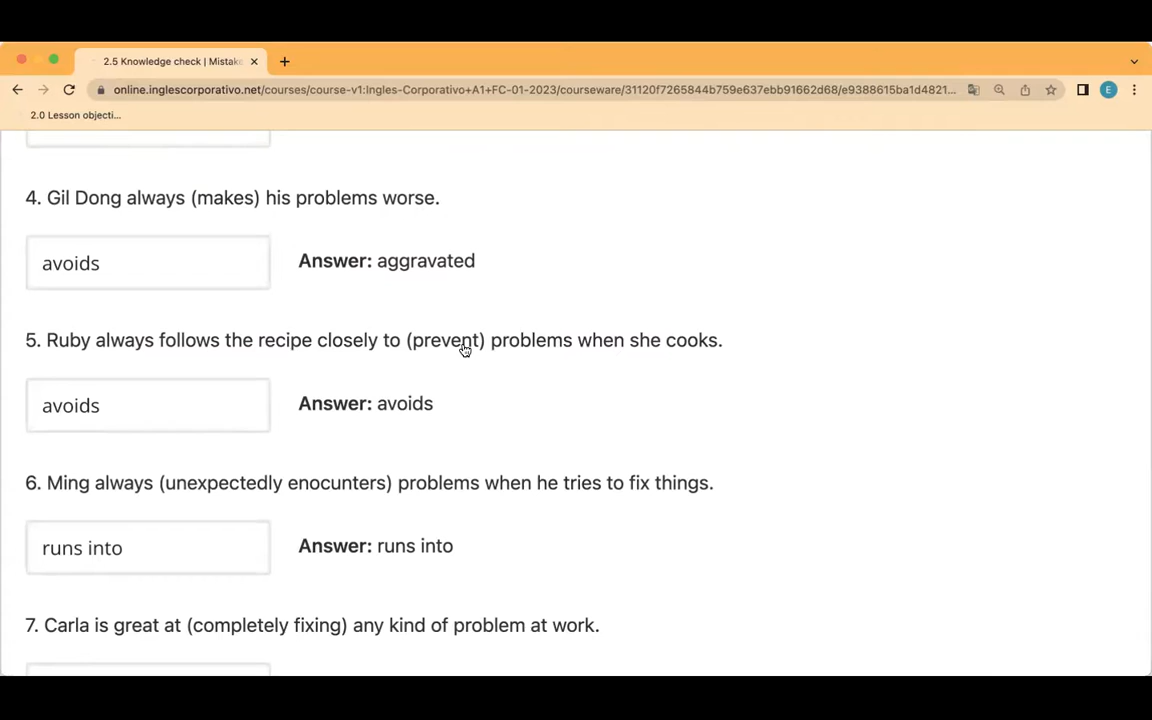 2.5 Knowledge check | Mistake
online.inglescorporativo.net/courses/course-v1:Ingles-Corporativo+A1+FC-01-2023/courseware/31120f7265844b759e637ebb91662d68/e9388615ba1d4821...
E
2.0 Lesson objecti...
4. Gil Dong always (makes) his problems worse.
avoids Answer: aggravated
5. Ruby always follows the recipe closely to (prevent) problems when she cooks.
avoids Answer: avoids
6. Ming always (unexpectedly enocunters) problems when he tries to fix things.
runs into Answer: runs into
7. Carla is great at (completely fixing) any kind of problem at work.